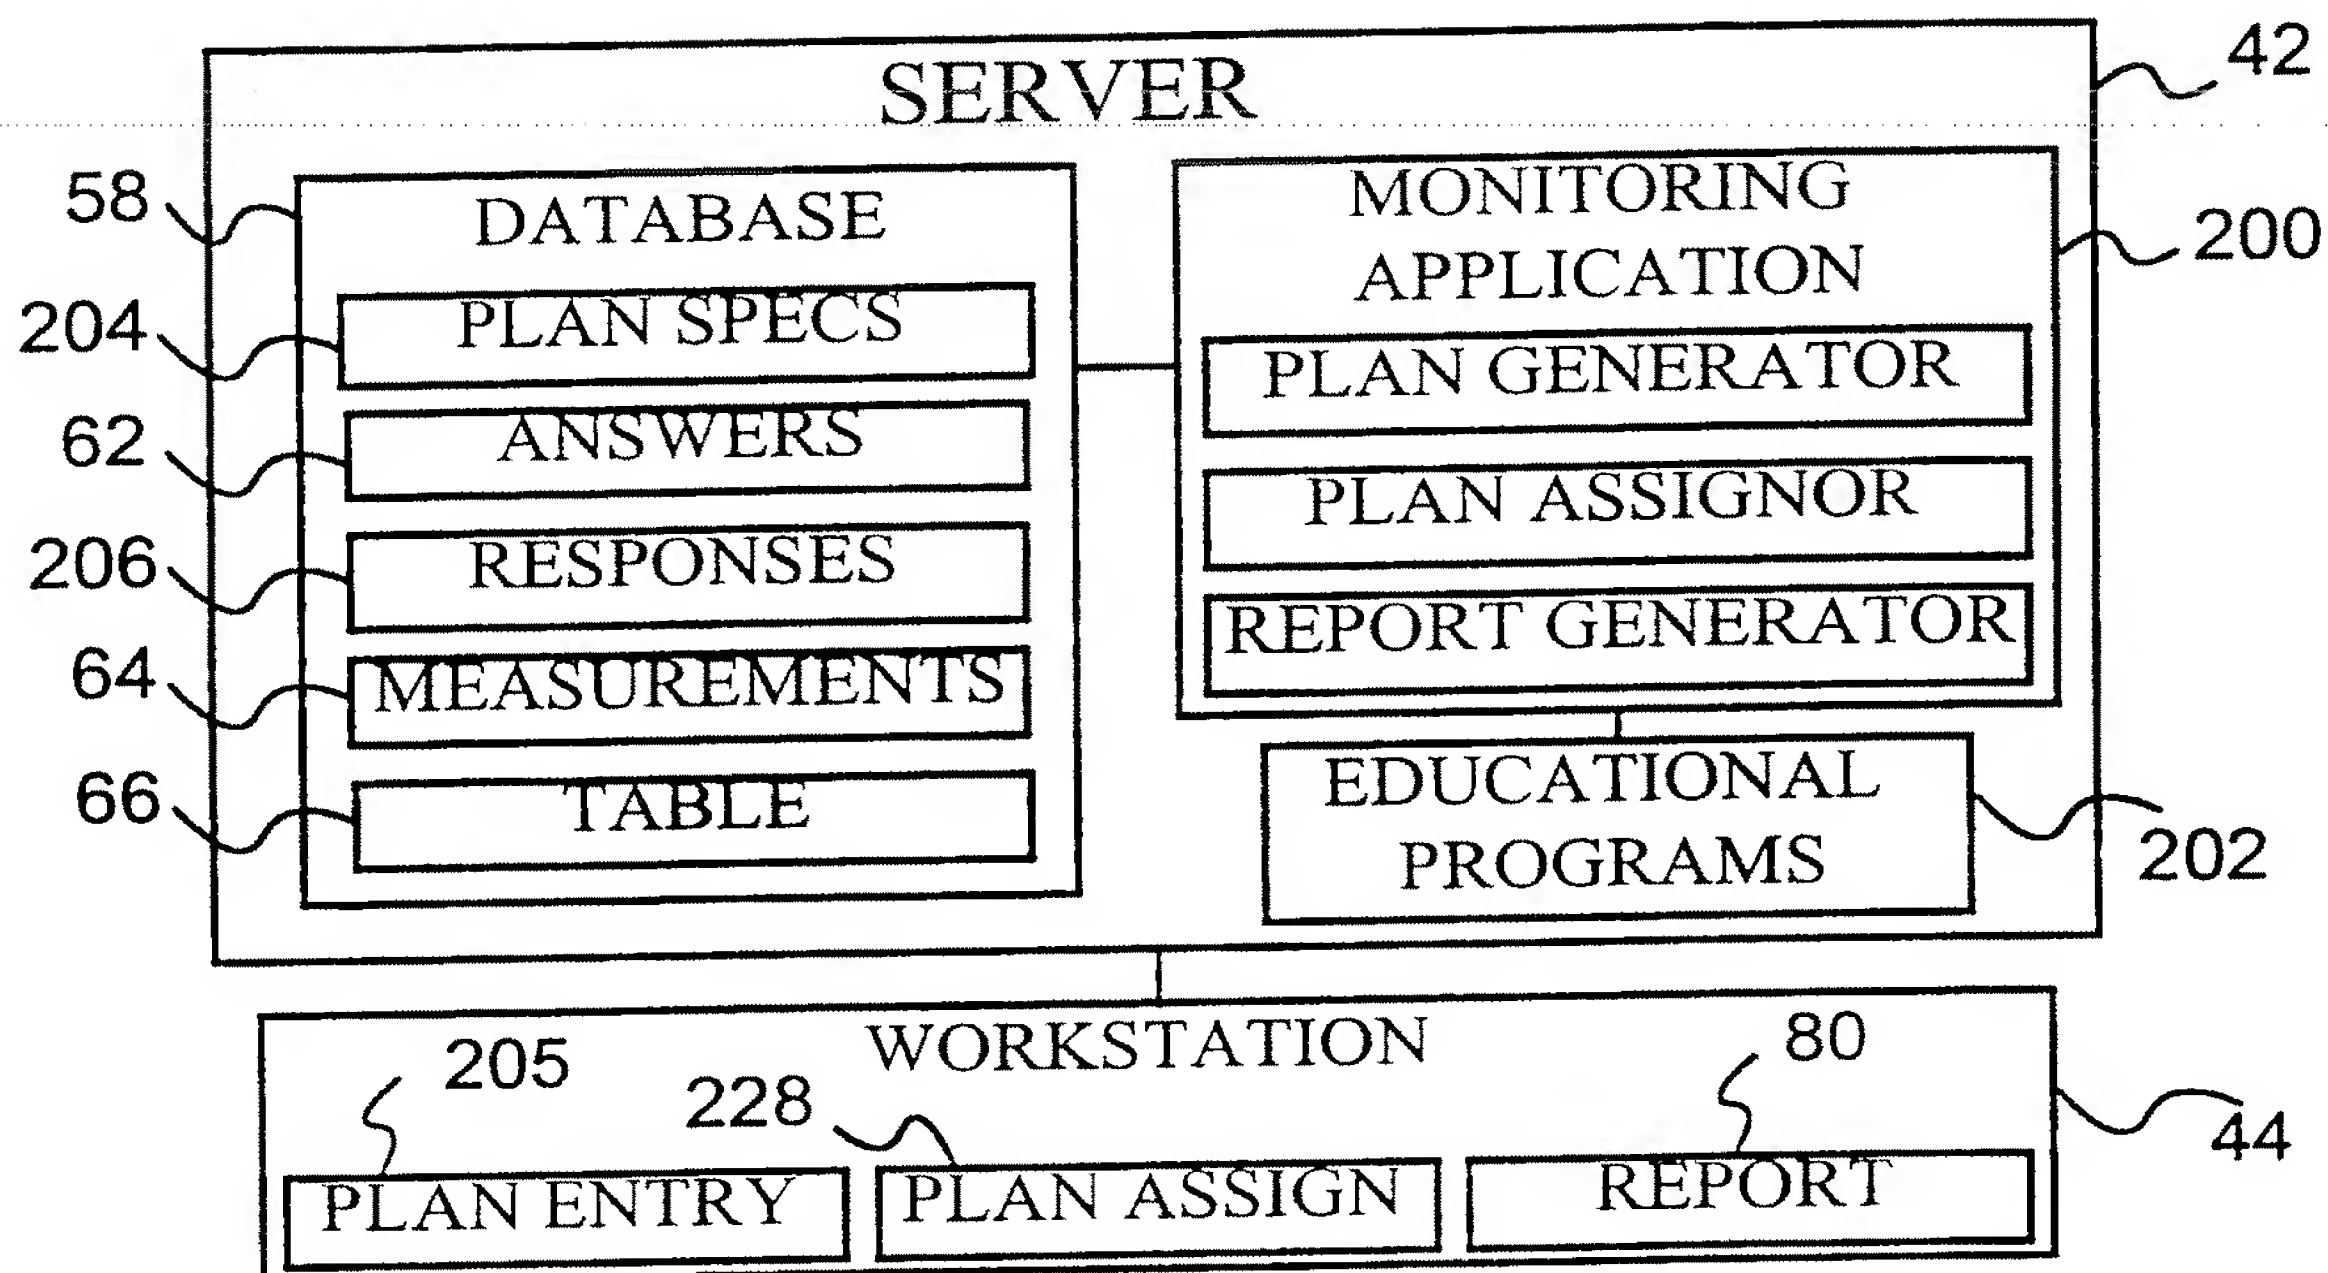 SERVER
42
58
DATABASE
204
PLAN SPECS
62
ANSWERS
206
RESPONSES
64
MEASUREMENTS
66
TABLE
MONITORING
APPLICATION
200
PLAN GENERATOR
PLAN ASSIGNOR
REPORT GENERATOR
EDUCATIONAL
PROGRAMS
202
WORKSTATION
205
228
80
44
PLAN ENTRY
PLAN ASSIGN
REPORT